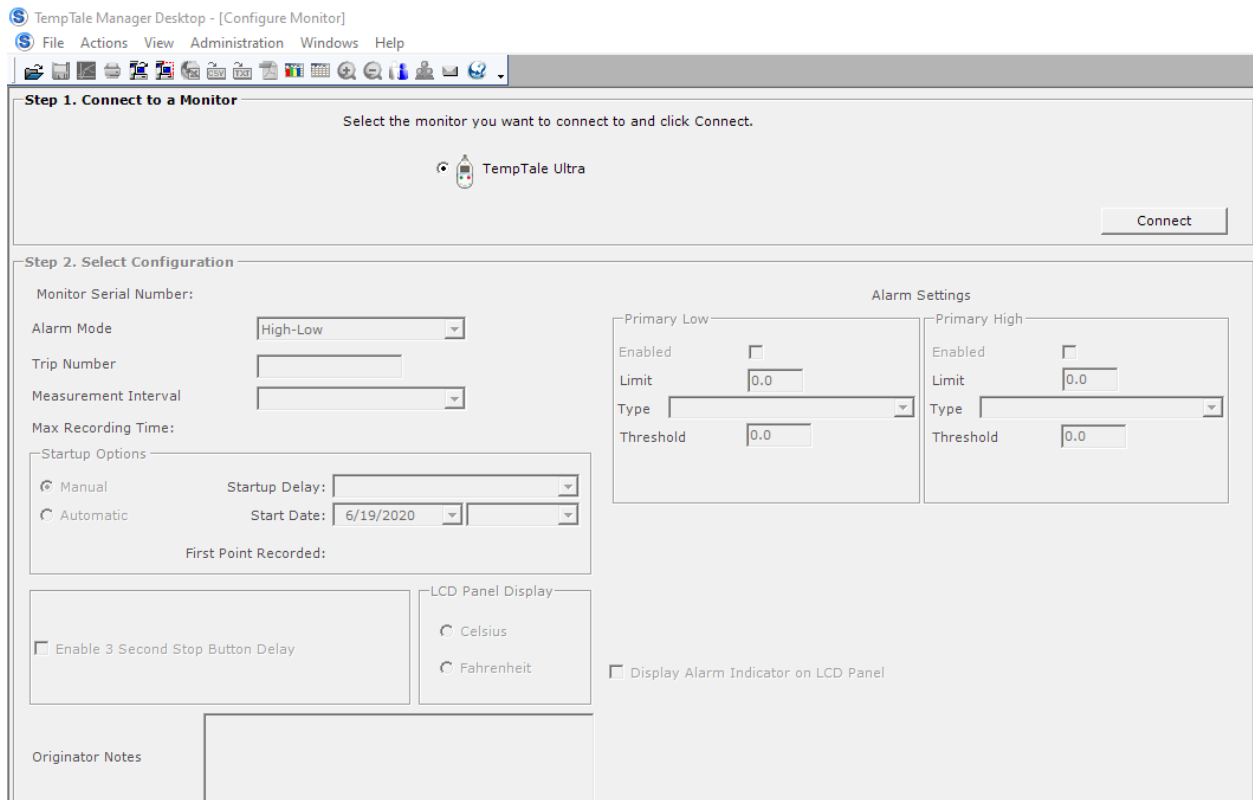 TempTale Manager Desktop - [Configure Monitor]
File Actions View Administration Windows Help
CSV TXT
Step 1. Connect to a Monitor
Select the monitor you want to connect to and click Connect.
TempTale Ultra
Connect
Step 2. Select Configuration
Monitor Serial Number:
Alarm Mode High-Low
Trip Number
Measurement Interval
Max Recording Time:
Startup Options
Manual Startup Delay:
Automatic Start Date: 6/19/2020
First Point Recorded:
Enable 3 Second Stop Button Delay
LCD Panel Display
Celsius
Fahrenheit
Originator Notes
Alarm Settings
Primary Low
Enabled
Limit 0.0
Type
Threshold 0.0
Primary High
Enabled
Limit 0.0
Type
Threshold 0.0
Display Alarm Indicator on LCD Panel